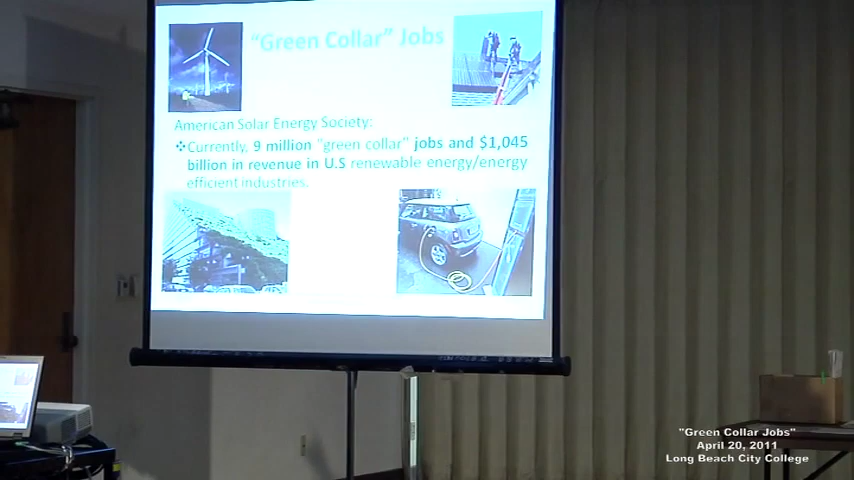 "Green Collar" Jobs
American Solar Energy Society:
❖Currently, 9 million "green collar" jobs and $1,045
billion in revenue in U.S renewable energy/energy
efficient industries.
"Green Collar Jobs"
April 20, 2011
Long Beach City College